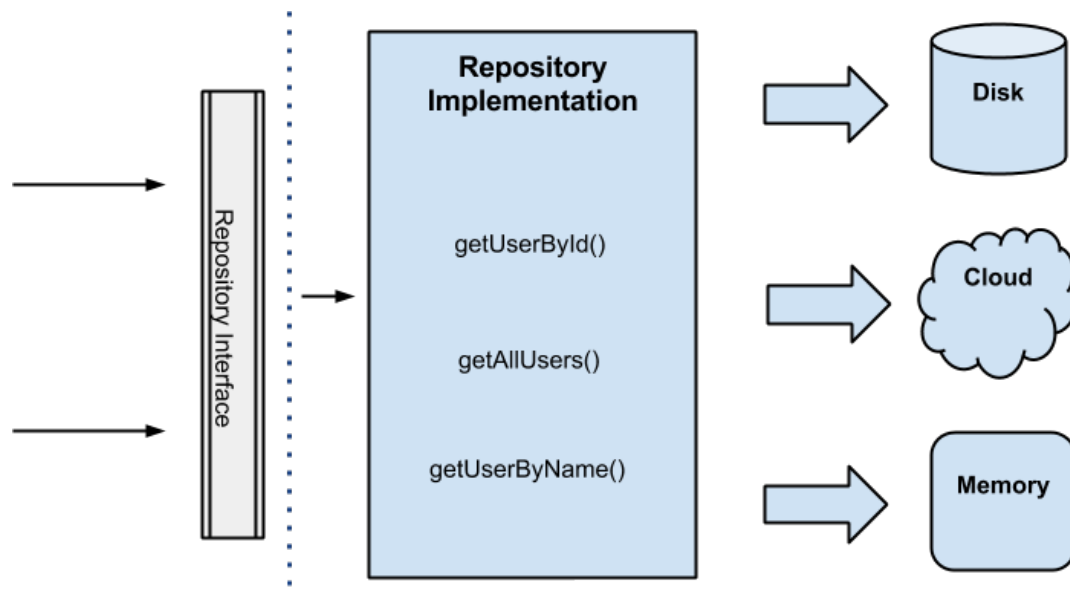 Repository Interface
Repository
Implementation
getUserById()
getAllUsers()
getUserByName()
Disk
Cloud
Memory